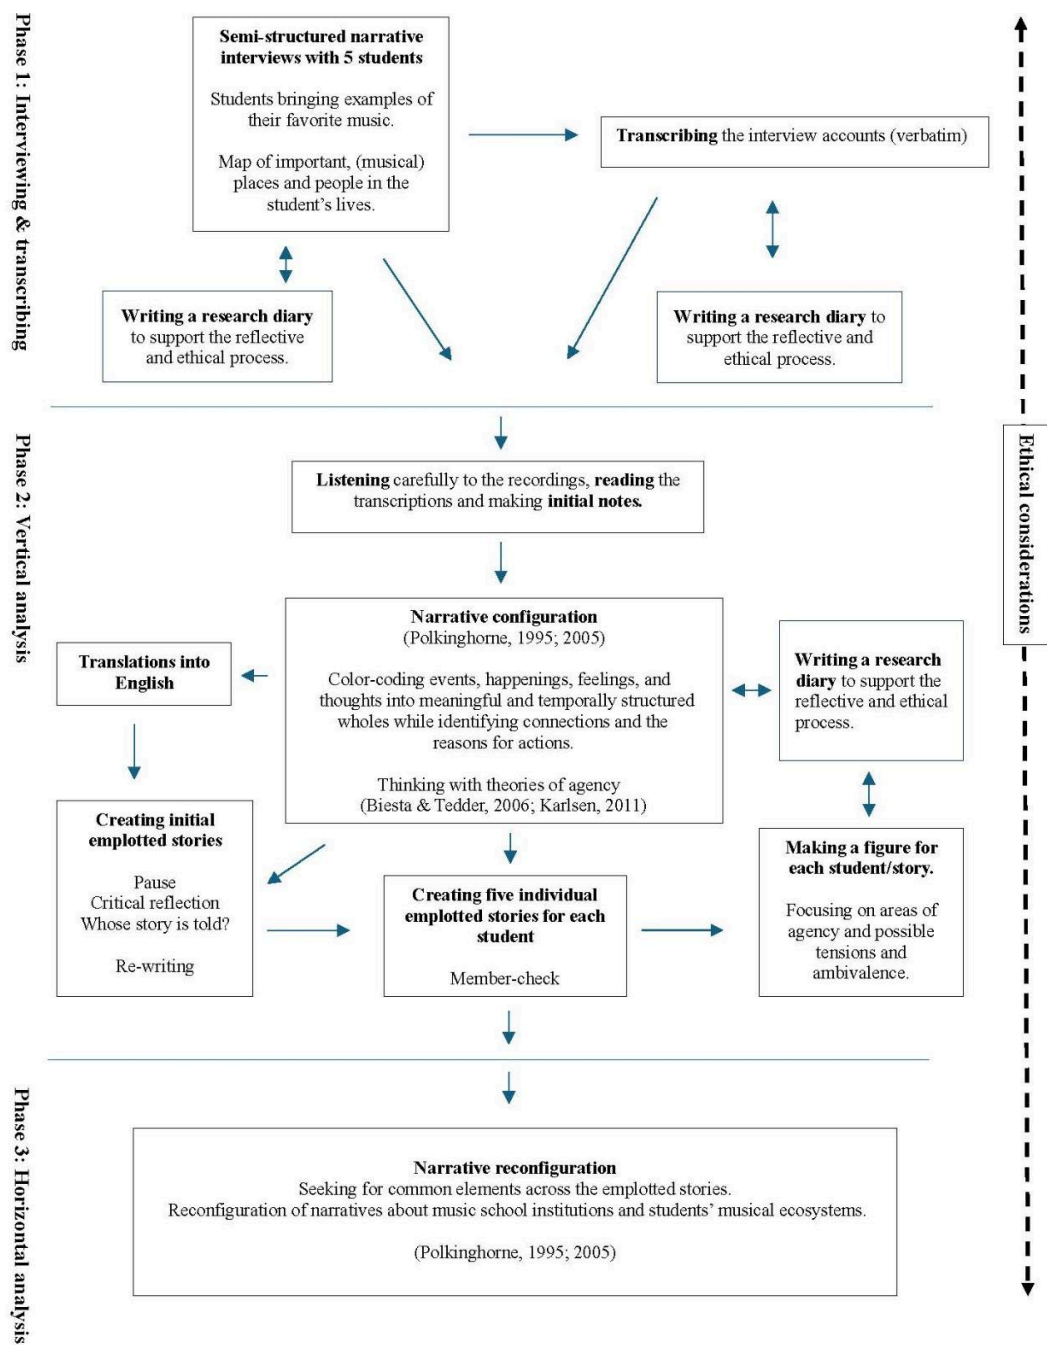 Phase 1: Interviewing & transcribing
Semi-structured narrative
interviews with 5 students
Students bringing examples of
their favorite music.
Map of important, (musical)
places and people in the
student's lives.
Transcribing the interview accounts (verbatim)
Writing a research diary
to support the reflective
and ethical process.
Writing a research diary to
support the reflective and
ethical process.
Ethical considerations
Phase 2: Vertical analysis
Listening carefully to the recordings, reading the
transcriptions and making initial notes.
Narrative configuration
(Polkinghorne, 1995; 2005)
Color-coding events, happenings, feelings, and
thoughts into meaningful and temporally structured
wholes while identifying connections and the
reasons for actions.
Thinking with theories of agency
(Biesta & Tedder, 2006; Karlsen, 2011)
Translations into
English
Writing a research
diary to support the
reflective and ethical
process.
Creating initial
emplotted stories
Pause
Critical reflection
Whose story is told?
Re-writing
Creating five individual
emplotted stories for each
student
Member-check
Making a figure for
each student/story.
Focusing on areas of
agency and possible
tensions and
ambivalence.
Phase 3: Horizontal analysis
Narrative reconfiguration
Seeking for common elements across the emplotted stories.
Reconfiguration of narratives about music school institutions and students' musical ecosystems.
(Polkinghorne, 1995; 2005)